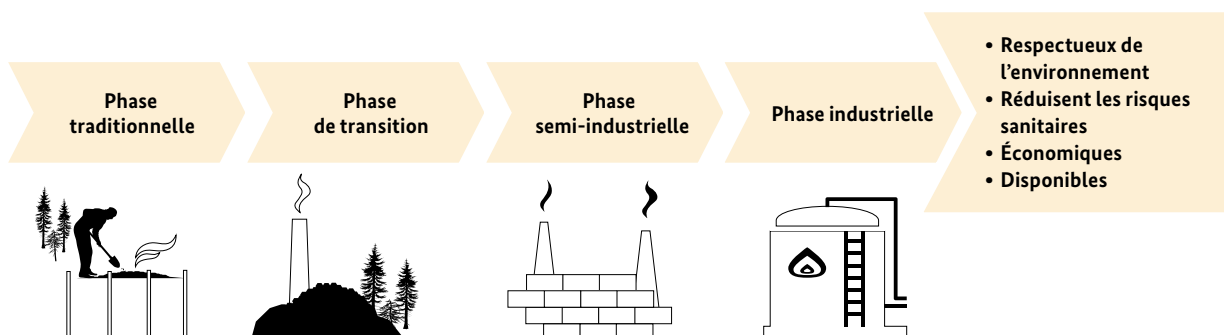 Phase
traditionnelle
Phase
de transition
Phase
semi-industrielle
Phase industrielle
• Respectueux de
l’environnement
• Réduisent les risques
sanitaires
• Économiques
• Disponibles